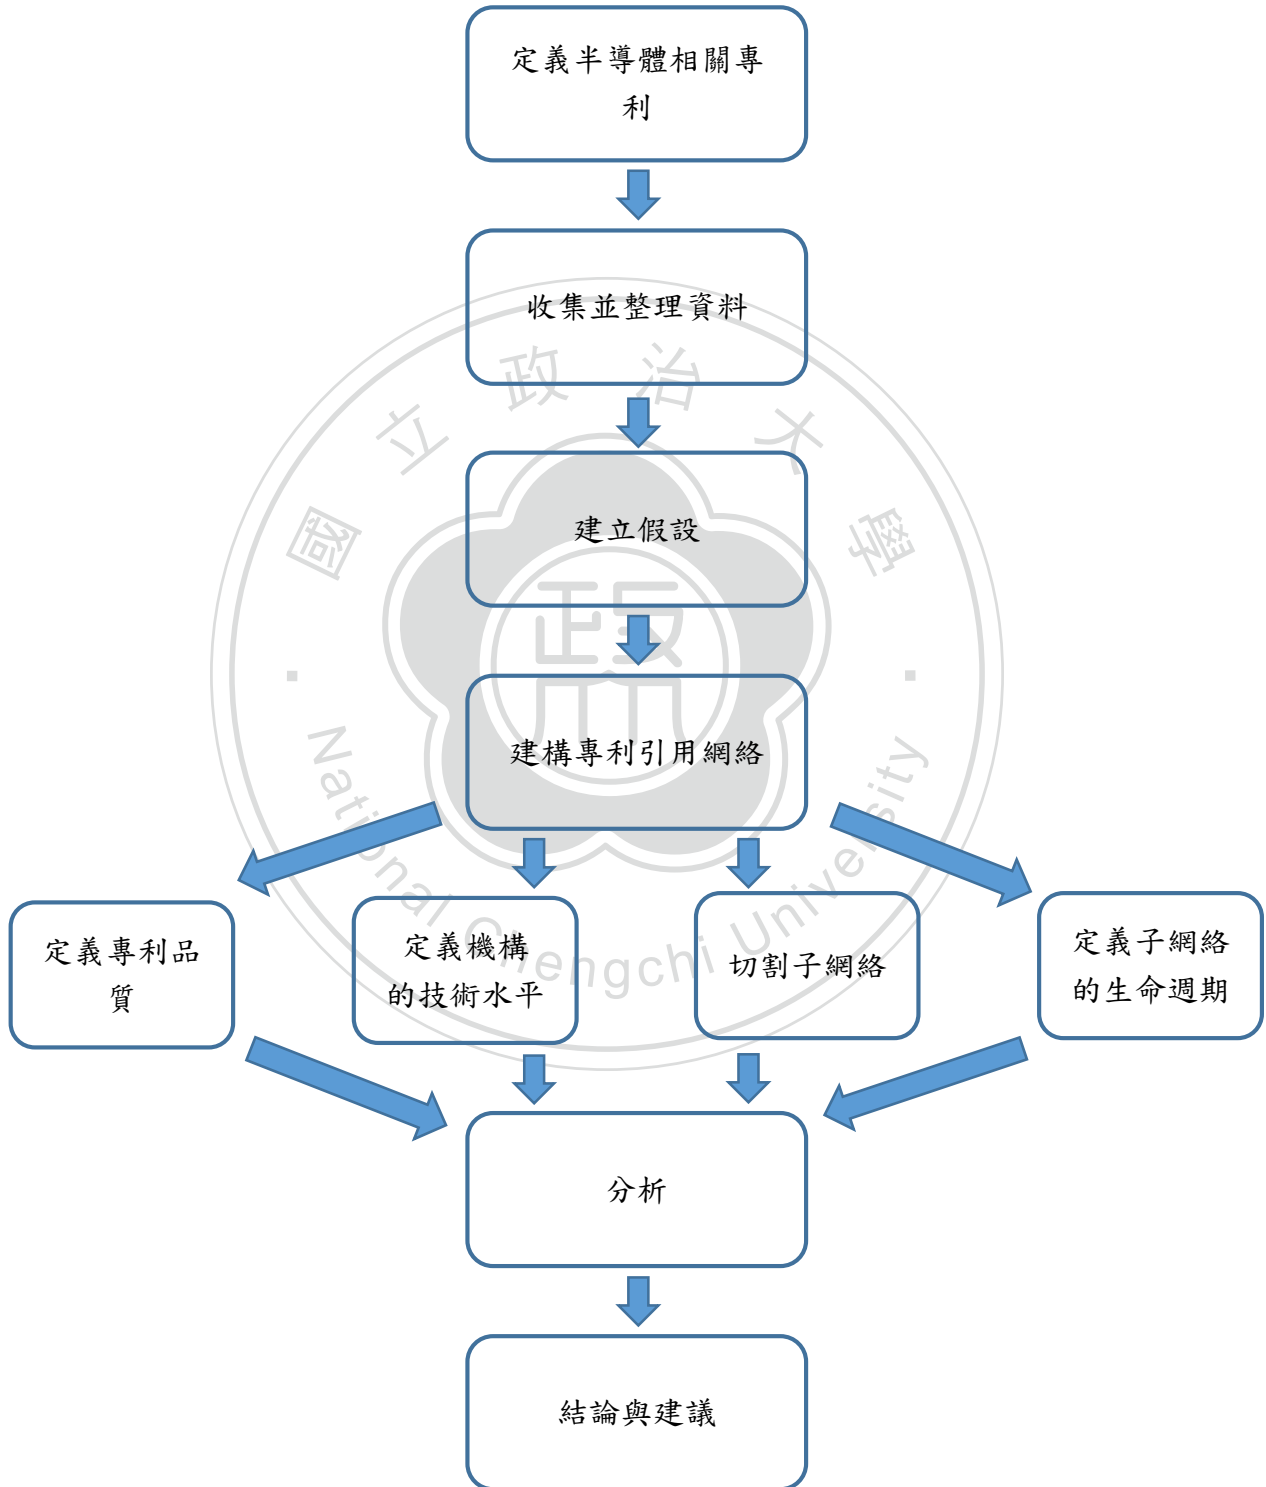 定義半導體相關專
利
收集並整理資料
國立政治大學
建立假設
政
建構專利引用網絡
National Chengchi University
定義專利品
質
定義機構
的技術水平
切割子網絡
定義子網絡
的生命週期
分析
結論與建議